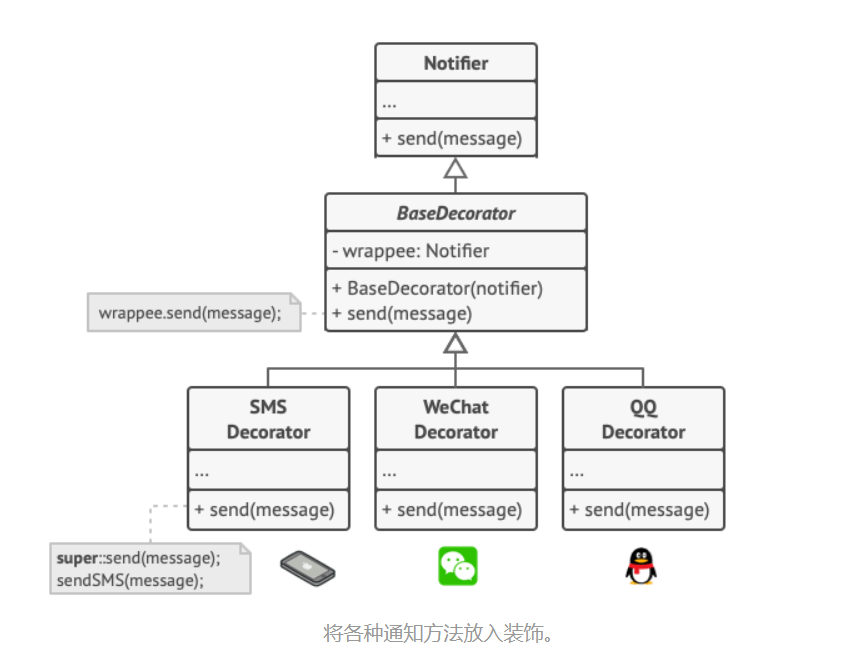 Notifier
...
+ send(message)
BaseDecorator
- wrappee: Notifier
+ BaseDecorator(notifier)
+ send(message)
wrappee.send(message);
SMS
Decorator
...
+ send(message)
WeChat
Decorator
...
+ send(message)
QQ
Decorator
...
+ send(message)
super::send(message);
sendSMS(message);
将各种通知方法放入装饰。